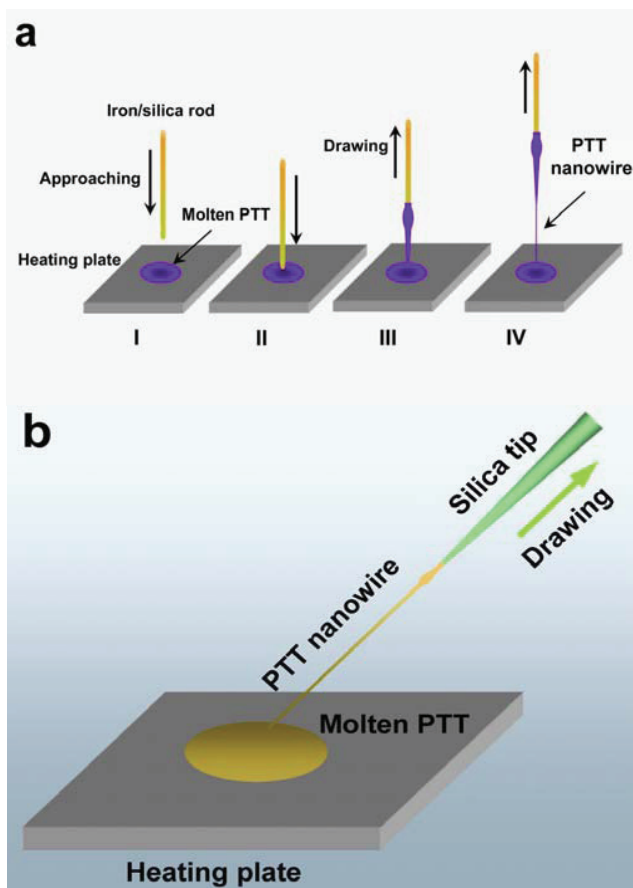 a
Iron/silica rod
Approaching
Molten PTT
Heating plate
Drawing
PTT
nanowire
I
II
III
IV
b
Silica tip
Drawing
PTT nanowire
Molten PTT
Heating plate